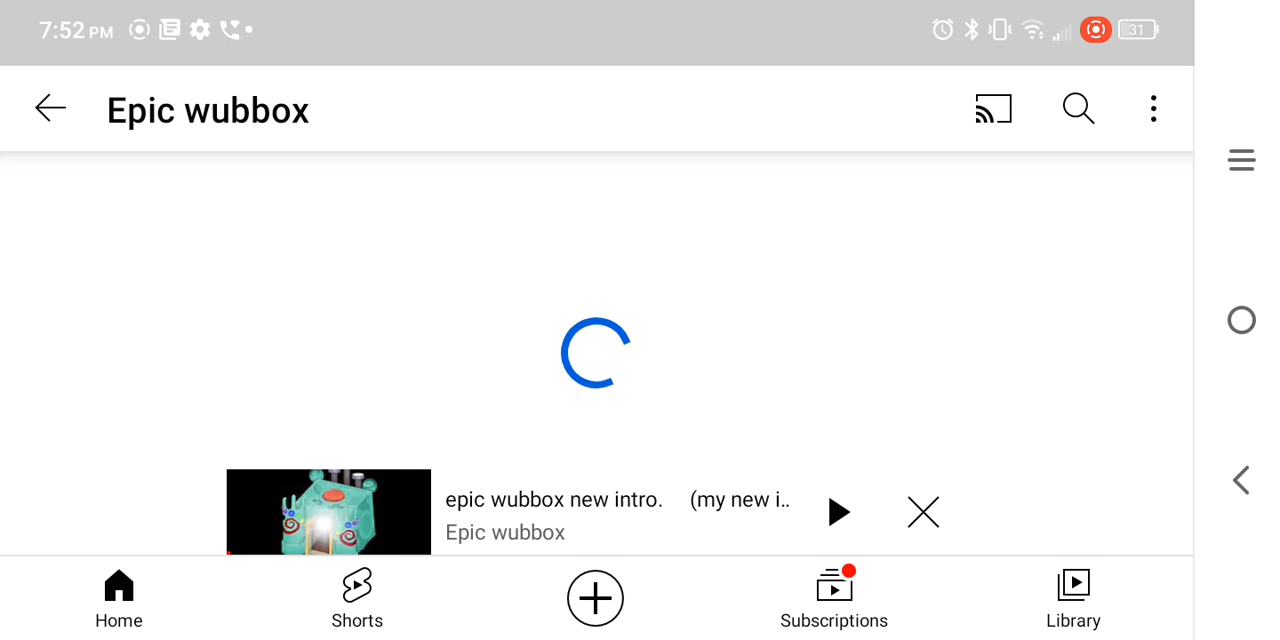 7:52 PM
31
Epic wubbox
epic wubbox new intro. (my new i..
Epic wubbox
Home
Shorts
Subscriptions
Library